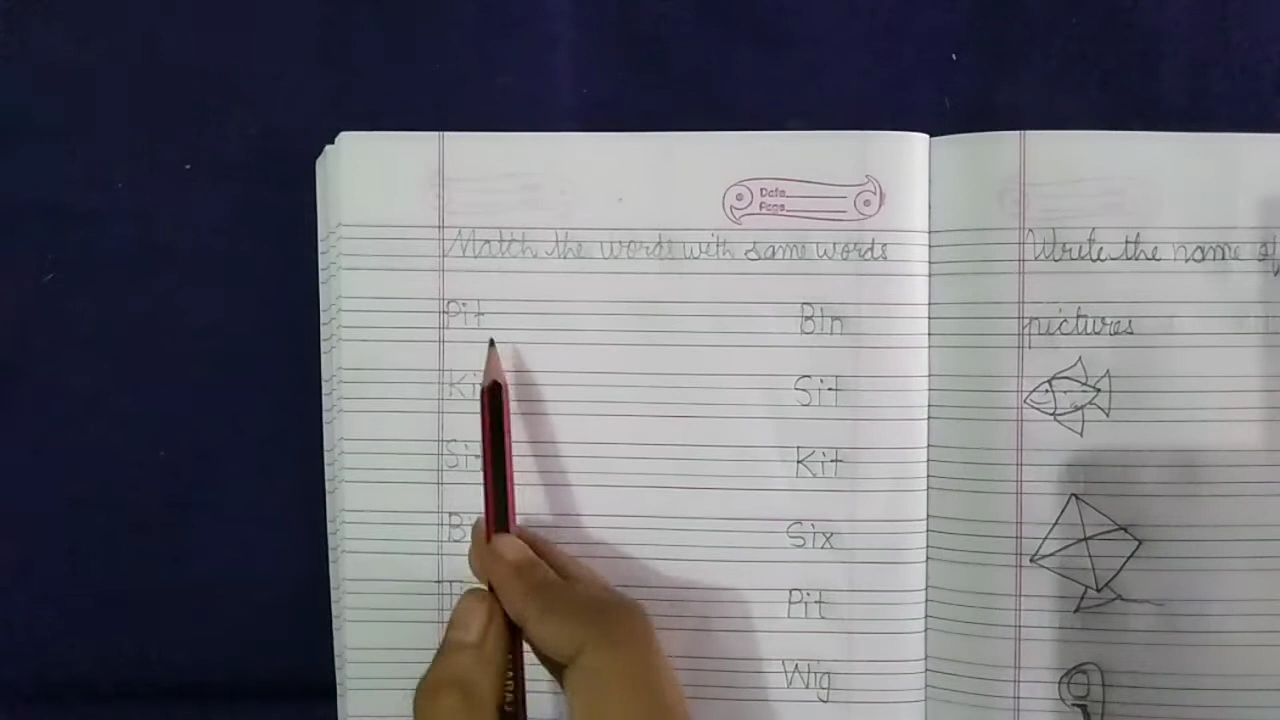 Date
Page
Match the words with same words
Pit BIn
Sit
Kit
Six
Pit
Wig
Write the name of
pictures